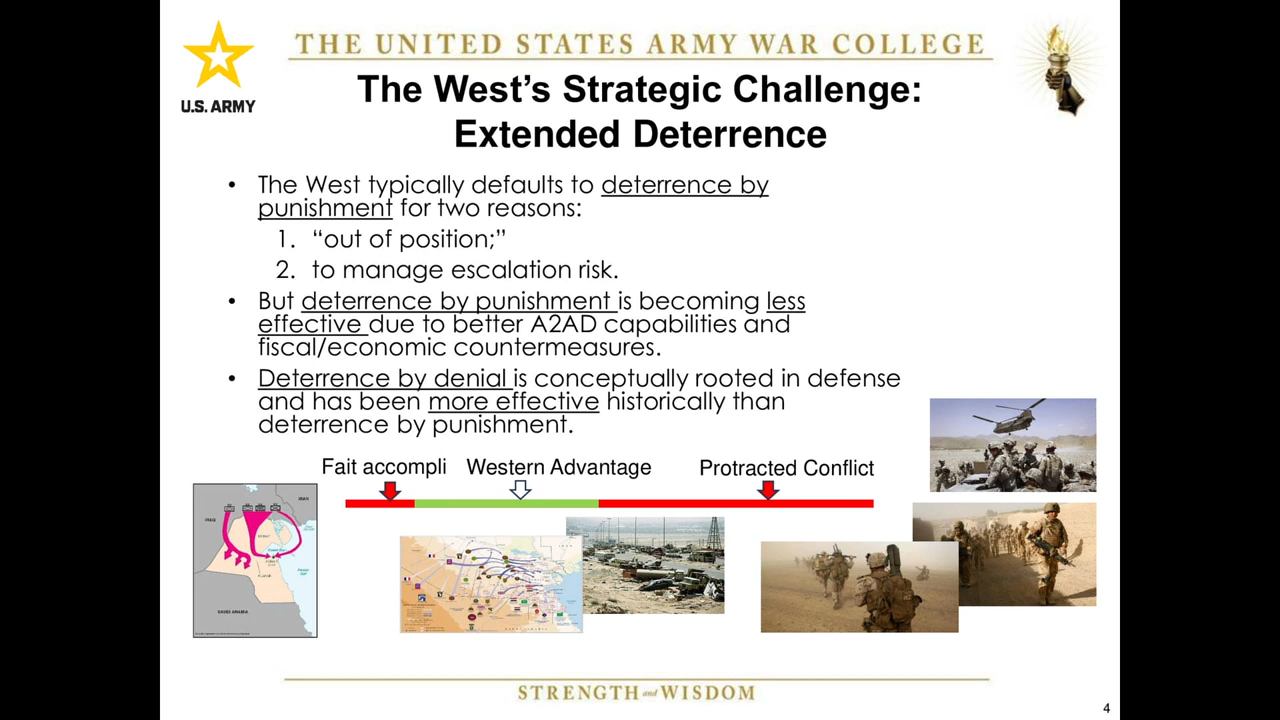 THE UNITED STATES ARMY WAR COLLEGE
U.S. ARMY
The West’s Strategic Challenge:
Extended Deterrence
• The West typically defaults to deterrence by
punishment for two reasons:
1. “out of position;”
2. to manage escalation risk.
• But deterrence by punishment is becoming less
effective due to better A2AD capabilities and
fiscal/economic countermeasures.
• Deterrence by denial is conceptually rooted in defense
and has been more effective historically than
deterrence by punishment.
Fait accompli Western Advantage Protracted Conflict
IRAN
IRAQ
SAUDI ARABIA
STRENGTH and WISDOM
4